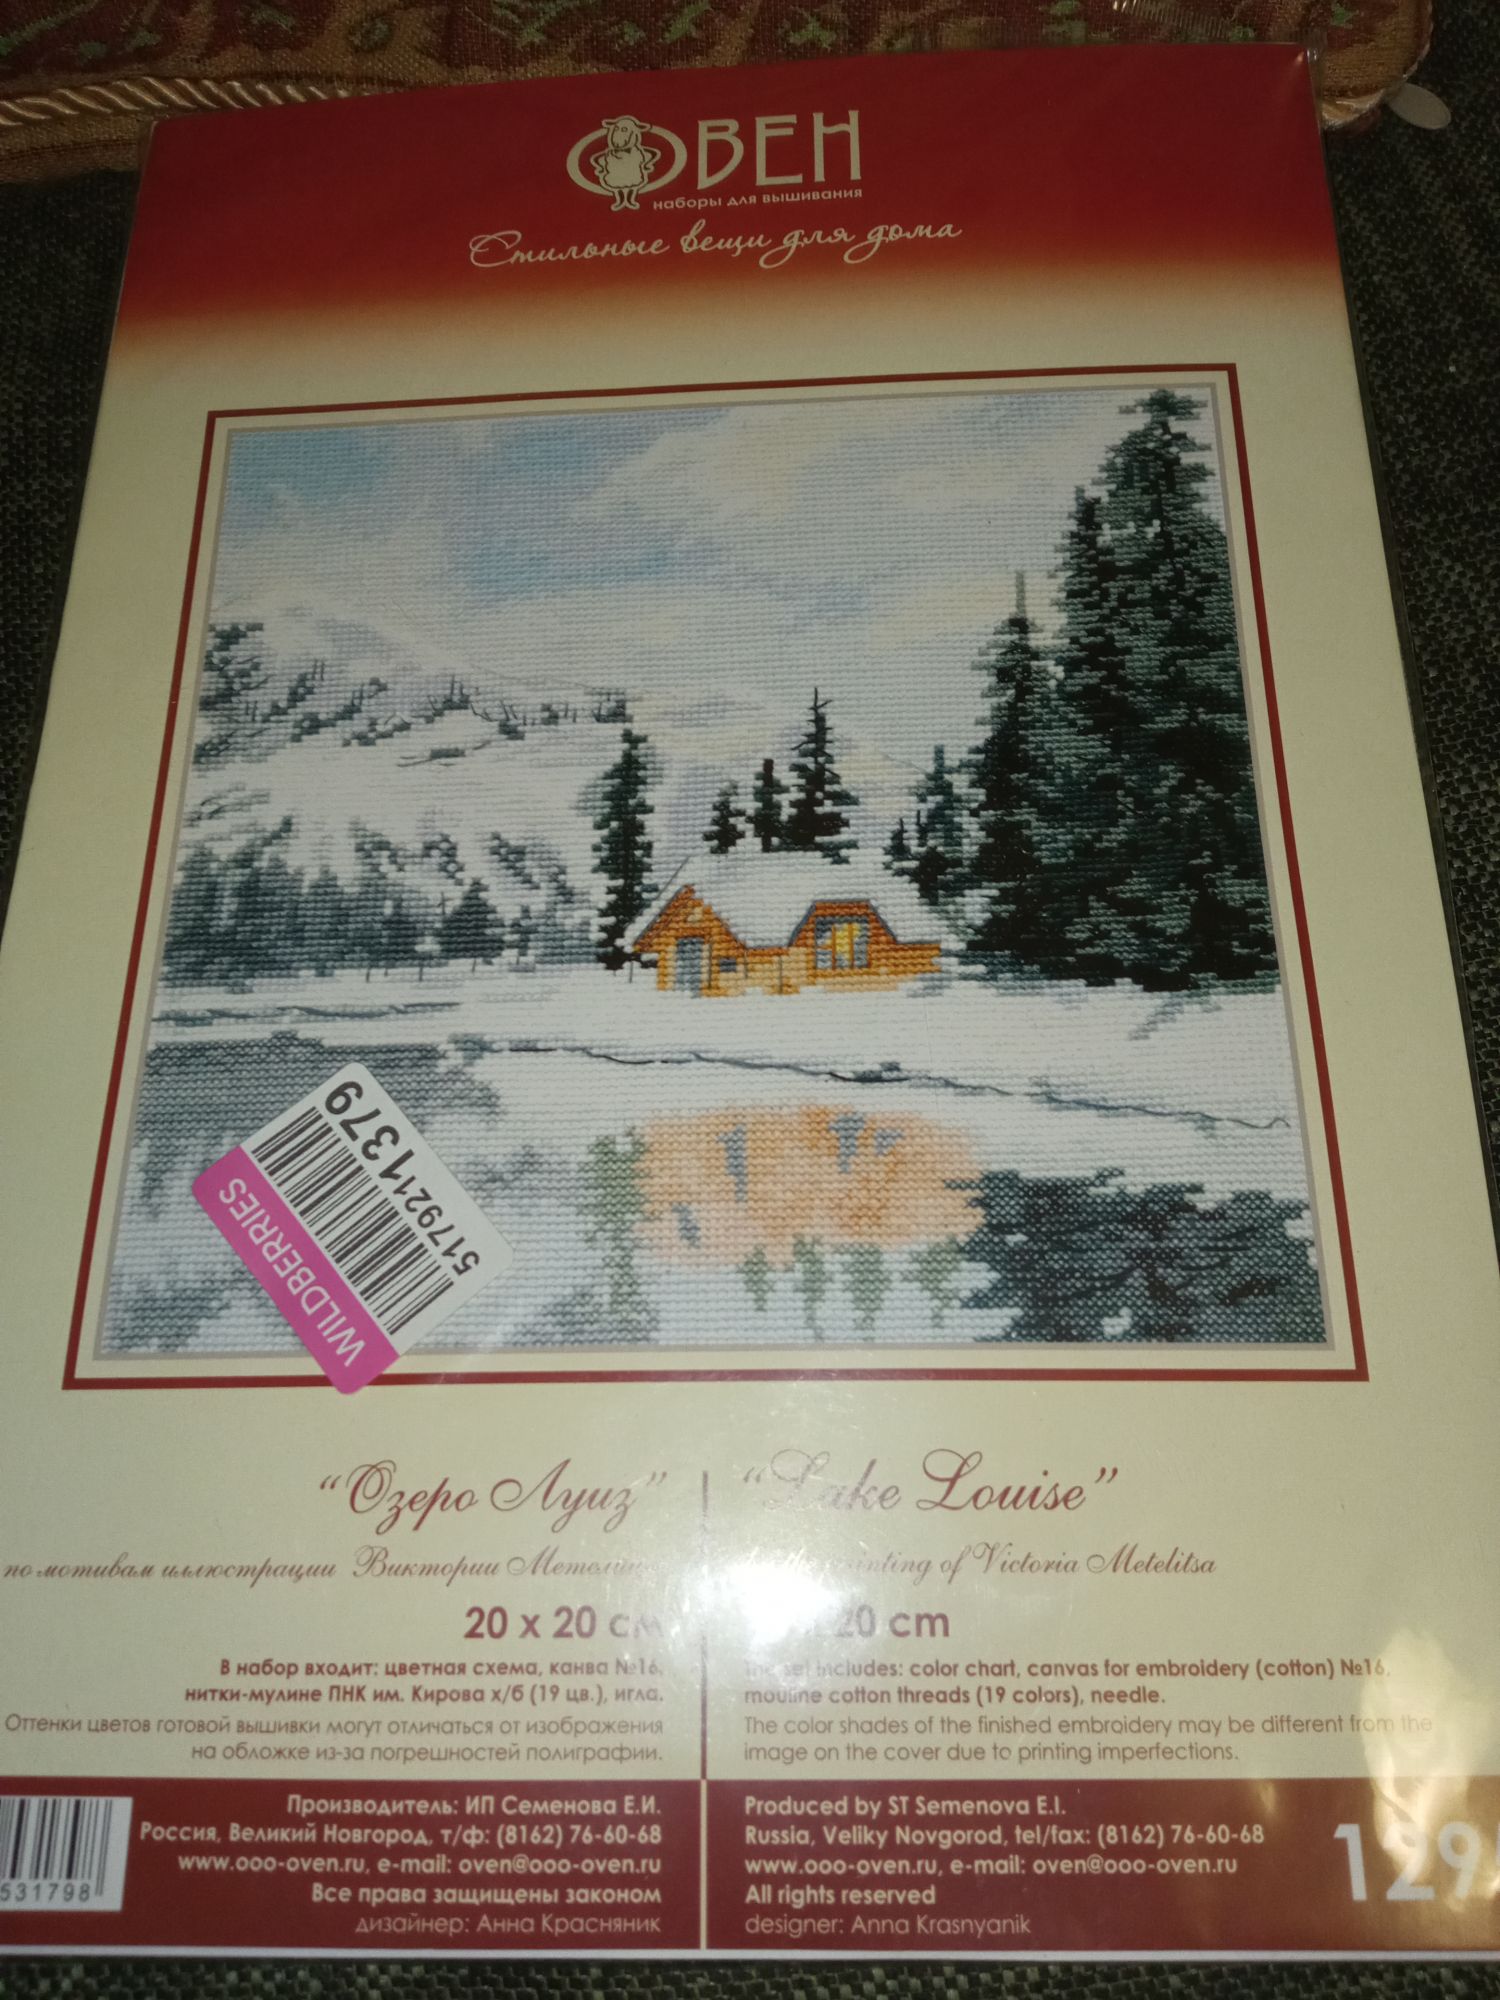 ОВЕН
наборы для вышивания
Стильные вещи для дома
5179211379
WILDBERRIES
"Озеро Луиз"
по мотивам иллюстрации Виктории
20 x 20 см
В набор входит: цветная схема, канва №16,
нитки-мулине ПНК им. Кирова х/б (19 цв.), игла.
Оттенки цветов готовой вышивки могут отличаться от изображения
на обложке из-за погрешностей полиграфии.
"Lake Louise"
painting of Victoria Metelitsa
20 cm
The set includes: color chart, canvas for embroidery (cotton) №16,
mouline cotton threads (19 colors), needle.
The color shades of the finished embroidery may be different from the
image on the cover due to printing imperfections.
531798
Производитель: ИП Семенова Е.И.
Россия, Великий Новгород, т/ф: (8162) 76-60-68
www.ooo-oven.ru, e-mail: oven@ooo-oven.ru
Все права защищены законом
дизайнер: Анна Красняник
Produced by ST Semenova E.I.
Russia, Veliky Novgorod, tel/fax: (8162) 76-60-68
www.ooo-oven.ru, e-mail: oven@ooo-oven.ru
All rights reserved
designer: Anna Krasnyanik
129